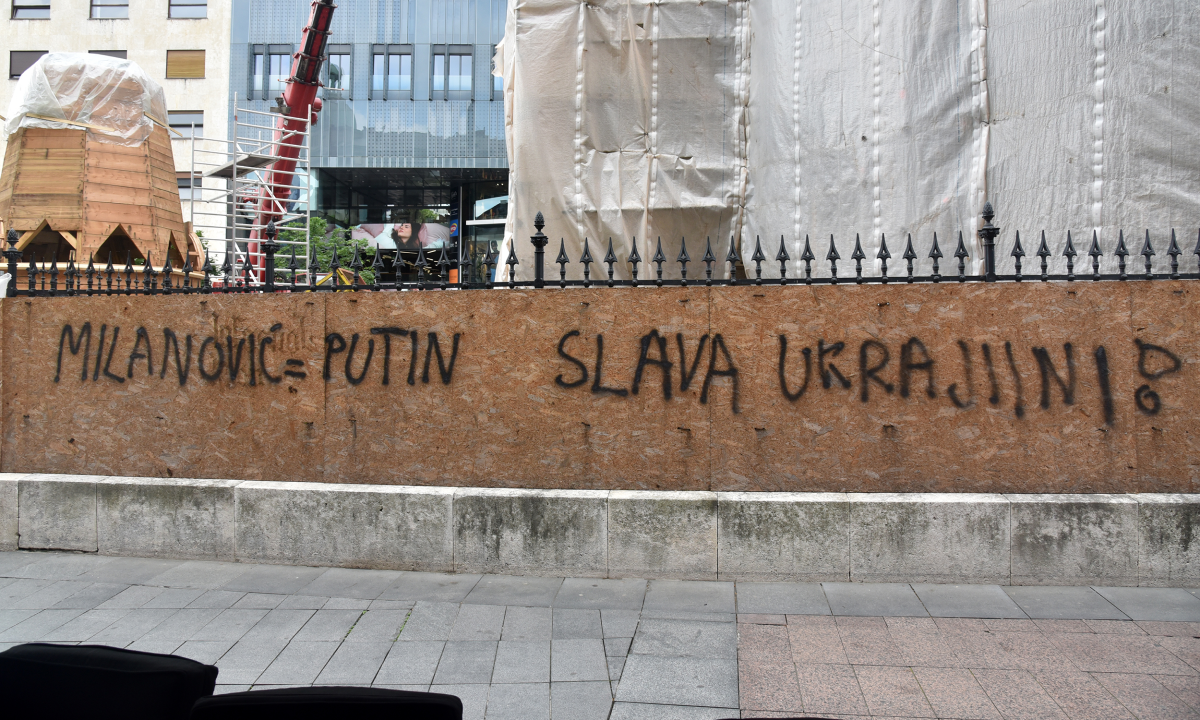 MILANOVIĆ = PUTIN SLAVA UKRAJINI!